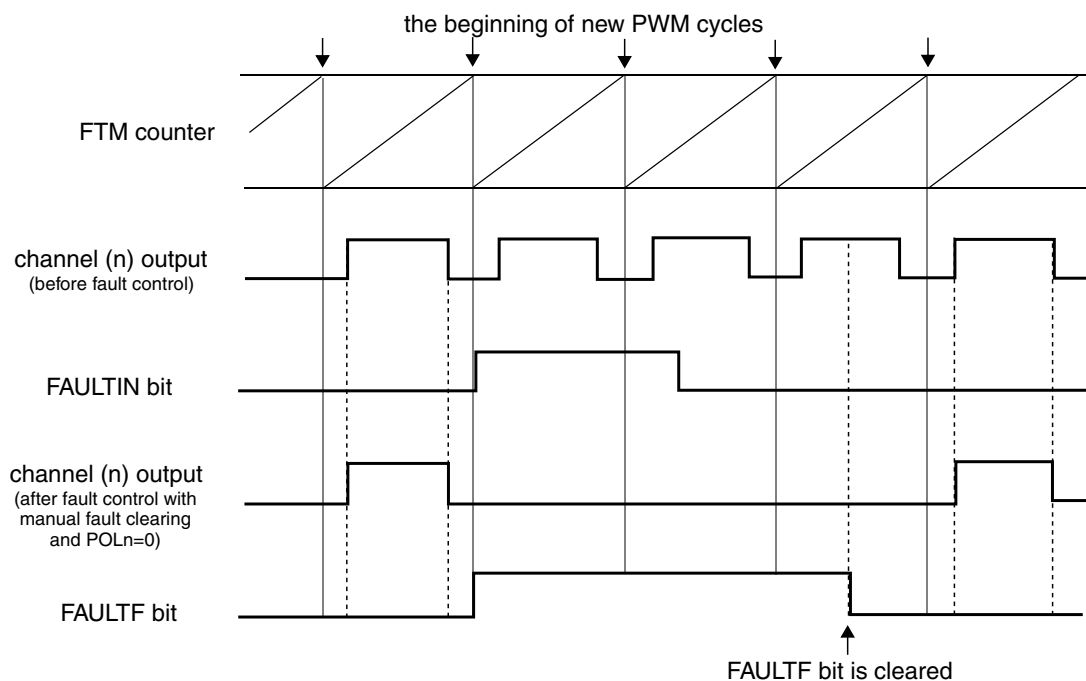 the beginning of new PWM cycles
FTM counter
channel (n) output
(before fault control)
FAULTIN bit
channel (n) output
(after fault control with
manual fault clearing
and POLn=0)
FAULTF bit
FAULTF bit is cleared